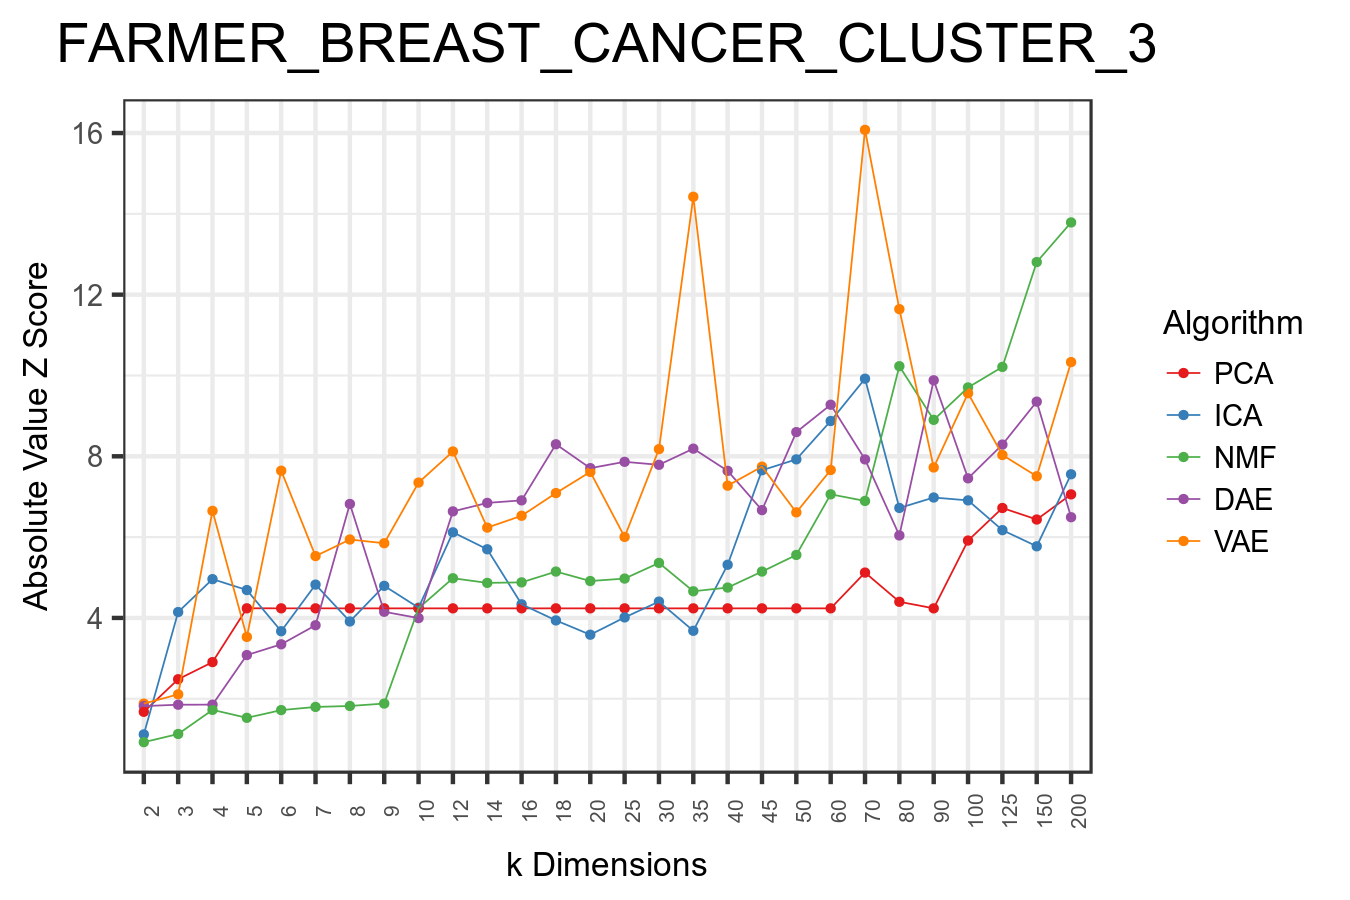 FARMER_BREAST_CANCER_CLUSTER_3
Absolute Value Z Score
16
12
8
4
2 3 4 5 6 7 8 9 10 12 14 16 18 20 25 30 35 40 45 50 60 70 80 90 100 125 150 200
k Dimensions
Algorithm
PCA
ICA
NMF
DAE
VAE